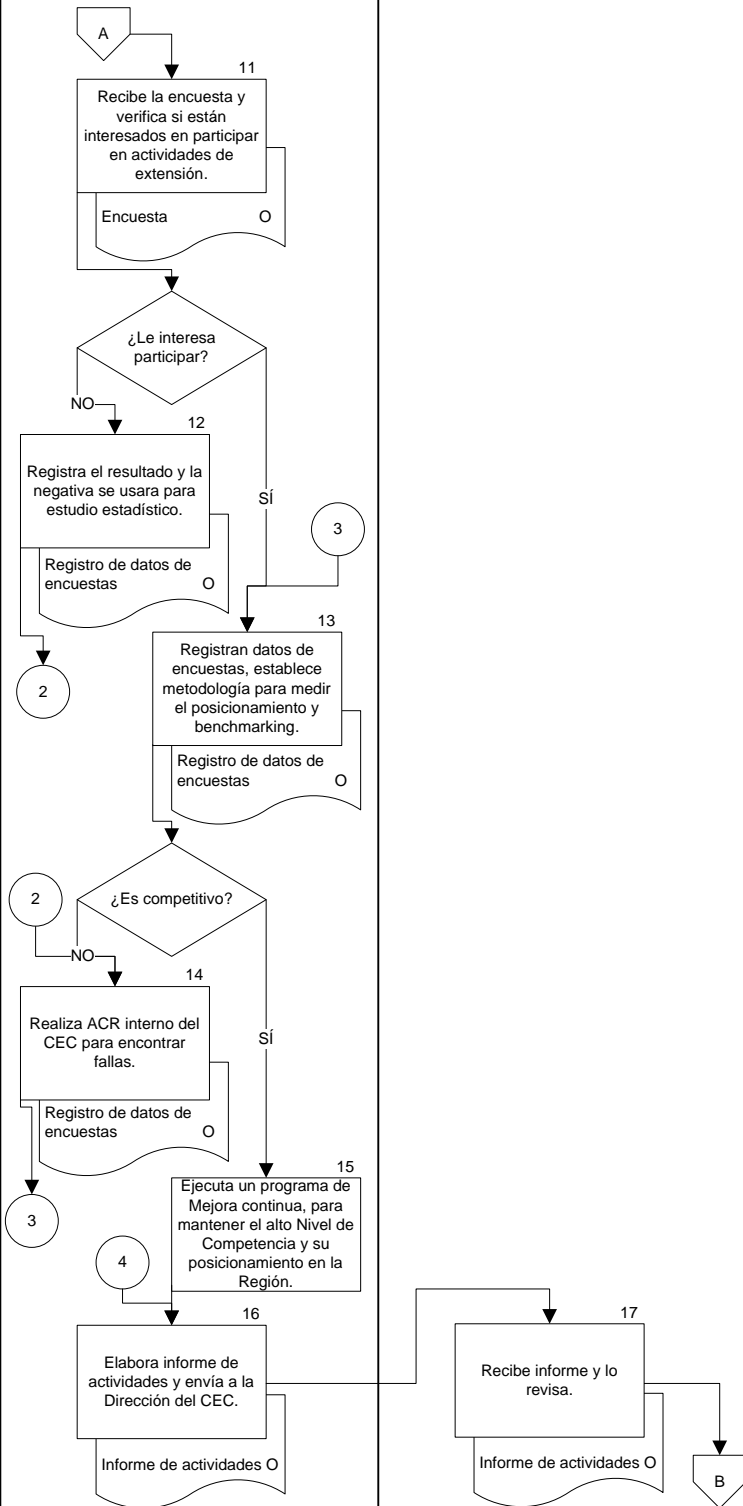 A
11
Recibe la encuesta y
verifica si están
interesados en participar
en actividades de
extensión.
Encuesta O
¿Le interesa
participar?
NO
12
Registra el resultado y la
negativa se usara para
estudio estadístico.
SÍ
3
Registro de datos de
encuestas O
13
Registran datos de
encuestas, establece
metodología para medir
el posicionamiento y
benchmarking.
2
Registro de datos de
encuestas O
¿Es competitivo?
2
NO
14
Realiza ACR interno del
CEC para encontrar
fallas.
SÍ
Registro de datos de
encuestas O
15
Ejecuta un programa de
Mejora continua, para
mantener el alto Nivel de
Competencia y su
posicionamiento en la
Región.
3
4
16
Elabora informe de
actividades y envía a la
Dirección del CEC.
Informe de actividades O
17
Recibe informe y lo
revisa.
Informe de actividades O
B